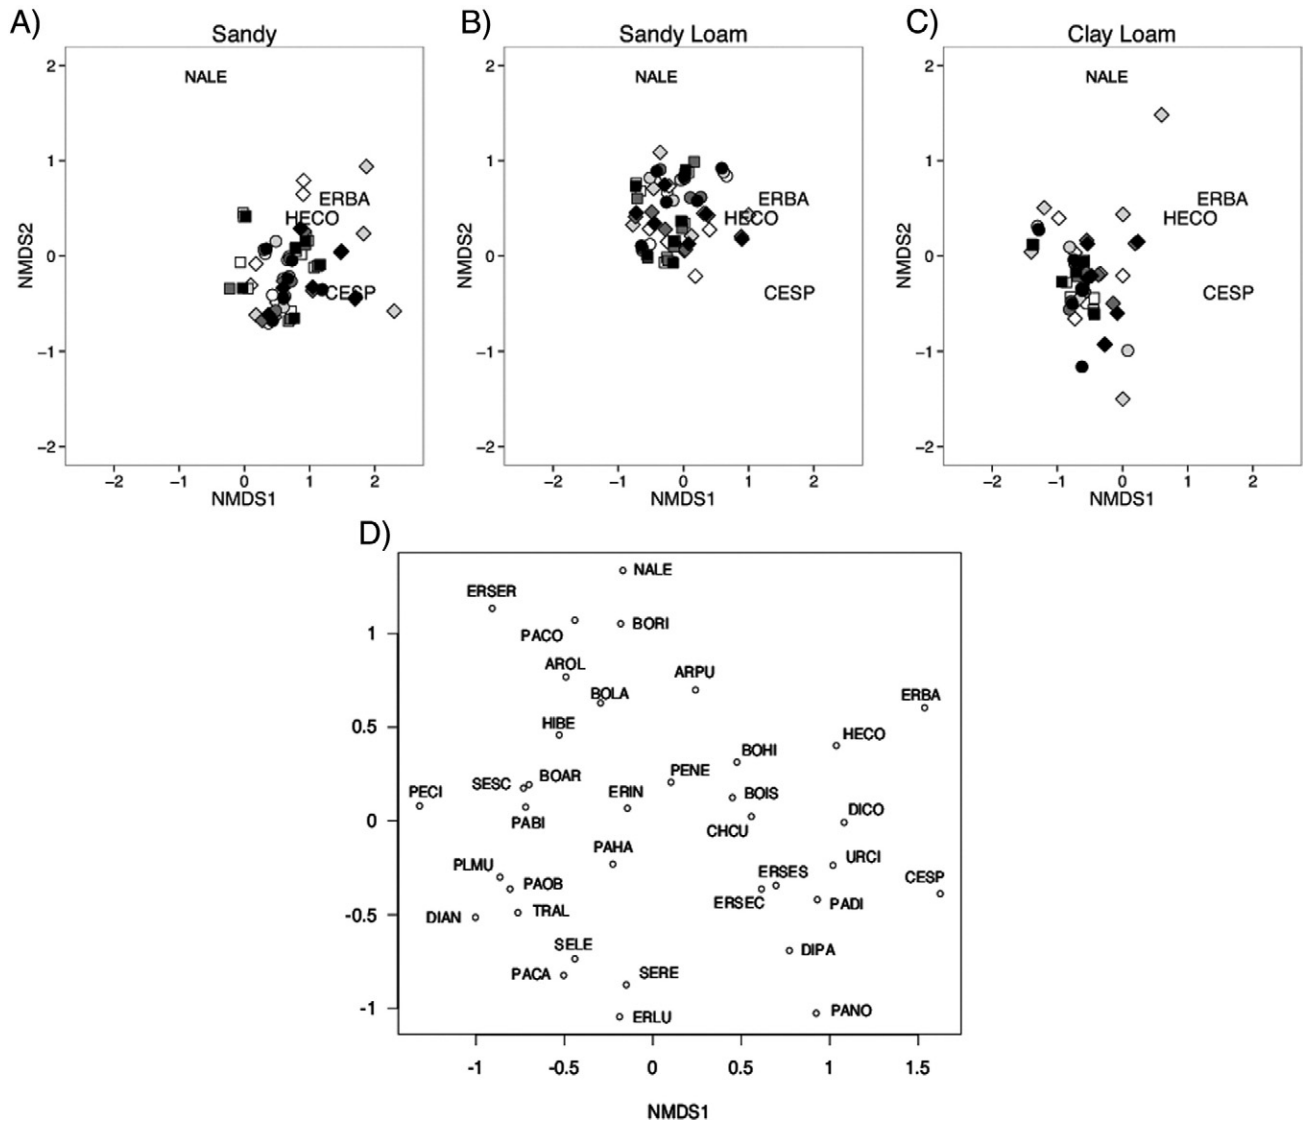 A)
Sandy
B)
Sandy Loam
C)
Clay Loam
2
1
0
−1
−2
NMDS2
NALE
ERBA
HECO
CESP
−2 −1 0 1 2
NMDS1
2
1
0
−1
−2
NMDS2
NALE
ERBA
HECO
CESP
−2 −1 0 1 2
NMDS1
2
1
0
−1
−2
NMDS2
NALE
ERBA
HECO
CESP
−2 −1 0 1 2
NMDS1
D)
1
0.5
0
-0.5
-1
NALE
ERSER
BORI
PACO
AROL
ARPU
BOLA
ERBA
HIBE
HECO
BOHI
PENE
BOAR
SESC
PECI
ERIN
BOIS
DICO
PABI
CHCU
PAHA
URCI
PLMU
ERSES
CESP
PAOB
ERSEC
PADI
TRAL
DIAN
SELE
DIPA
PACA
SERE
PANO
ERLU
-1 -0.5 0 0.5 1 1.5
NMDS1